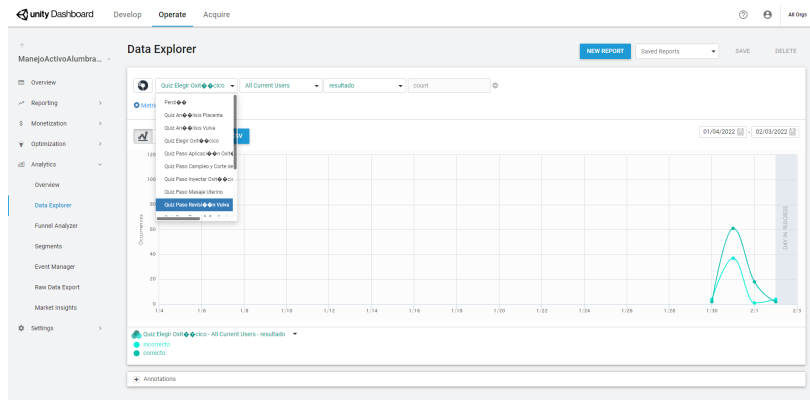 unity Dashboard
Develop
Operate
Acquire
All Orgs
ManejoActivoAlumbra...
Overview
Reporting
Monetization
Optimization
Analytics
Overview
Data Explorer
Funnel Analyzer
Segments
Event Manager
Raw Data Export
Market Insights
Settings
Data Explorer
NEW REPORT
Saved Reports
SAVE
DELETE
Quiz Elegir Oxit��cico
All Current Users
resultado
count
Metri
Perol��
Quiz An��lisis Placenta
Quiz An��lisis Vulva
Quiz Elegir Oxit��cico
Quiz Paso Aplicaci��n Oxit�
Quiz Paso Campleo y Corte de
Quiz Paso Inyectar Oxit��cic
Quiz Paso Masaje Uterino
Quiz Paso Revisi��n Vulva
SV
01/04/2022 - 02/03/2022
120
100
80
60
40
20
0
Occurrences
DAY IN PROGRESS
1/4 1/6 1/8 1/10 1/12 1/14 1/16 1/18 1/20 1/22 1/24 1/26 1/28 1/30 2/1 2/3
Quiz Elegir Oxit��cico - All Current Users - resultado
incorrecto
correcto
Annotations